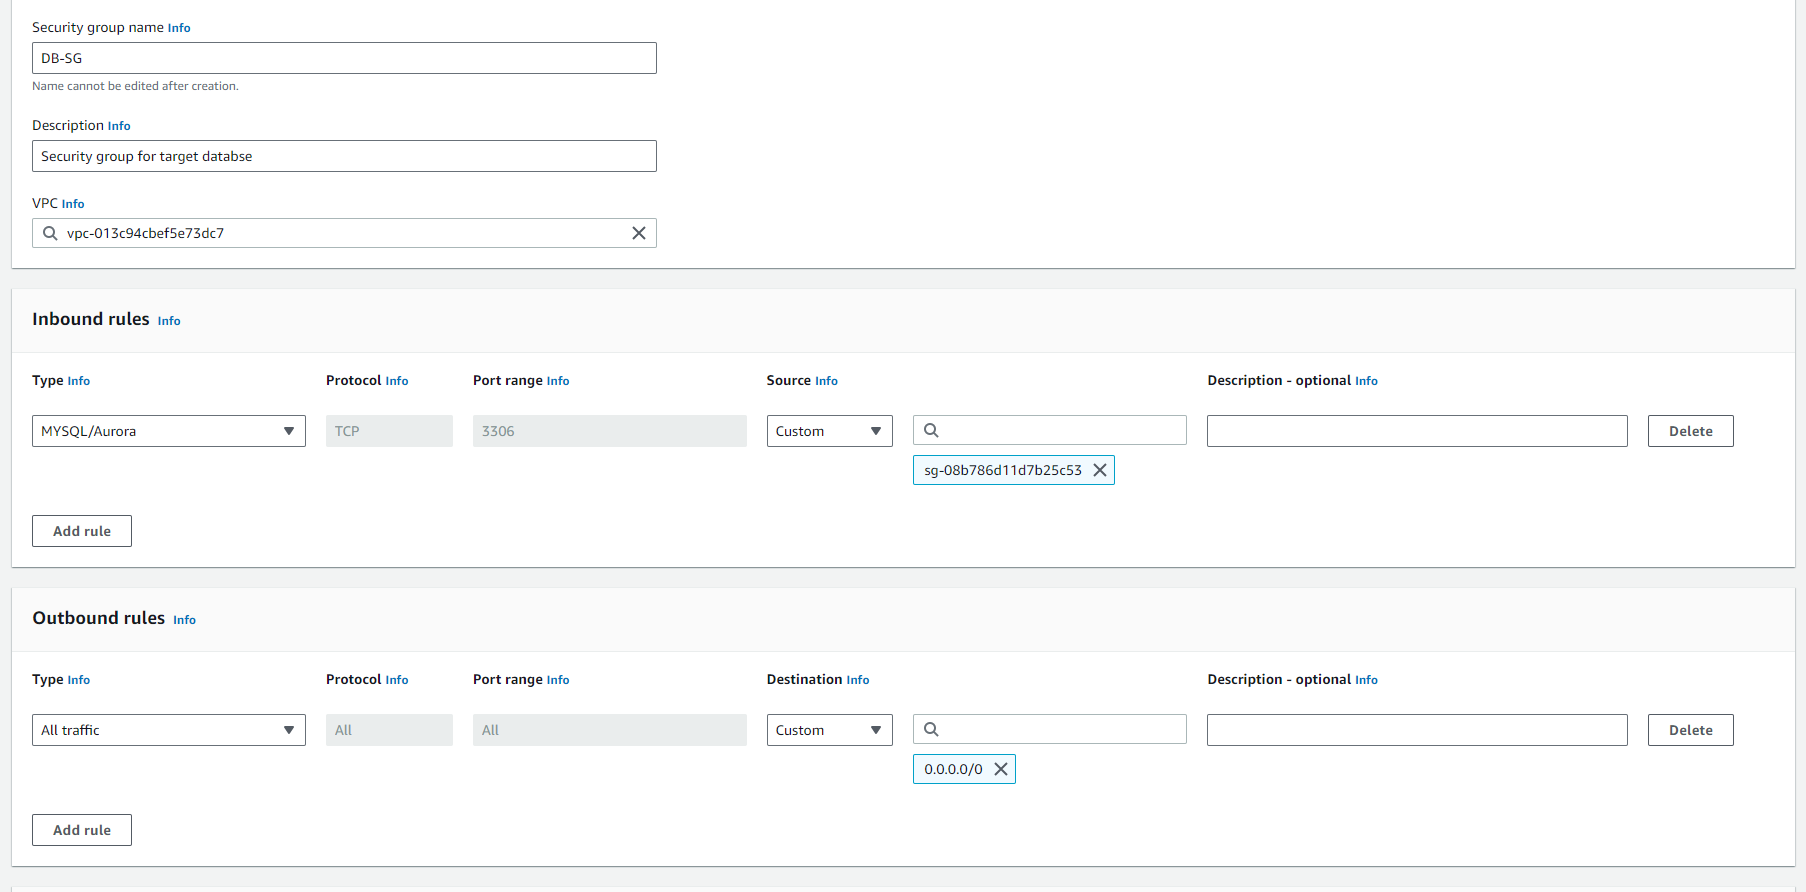 Security group name Info
DB-SG
Name cannot be edited after creation.
Description Info
Security group for target databse
VPC Info
vpc-013c94cbef5e73dc7
Inbound rules Info
Type Info Protocol Info Port range Info Source Info Description - optional Info
MYSQL/Aurora TCP 3306 Custom Delete
sg-08b786d11d7b25c53
Add rule
Outbound rules Info
Type Info Protocol Info Port range Info Destination Info Description - optional Info
All traffic All All Custom Delete
0.0.0.0/0
Add rule